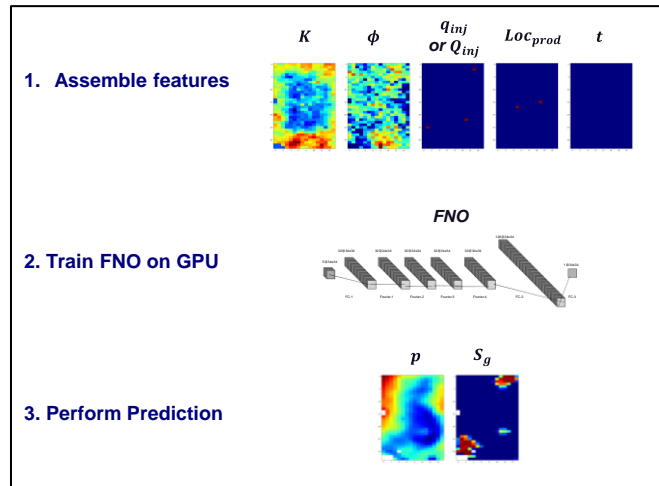 K
ϕ
q_inj
or Q_inj
Loc_prod
t
1. Assemble features
FNO
2. Train FNO on GPU
FC-1
Fourier-1
Fourier-2
Fourier-3
Fourier-4
FC-2
FC-3
p
S_g
3. Perform Prediction